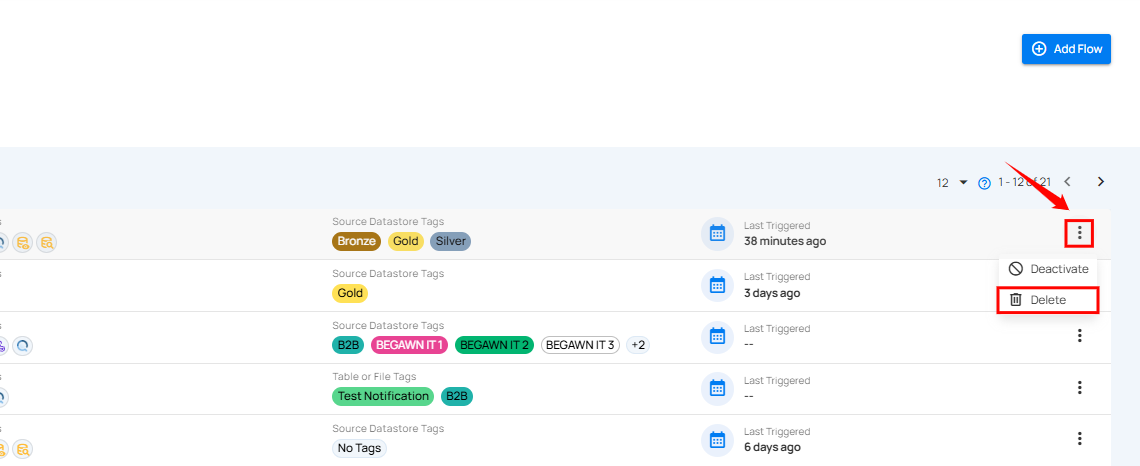 Add Flow
12 1 - 12 of 21
Source Datastore Tags Last Triggered
Bronze Gold Silver 38 minutes ago
Deactivate
Source Datastore Tags Last Triggered
Gold 3 days ago
Delete
Source Datastore Tags Last Triggered
B2B BEGAWN IT 1 BEGAWN IT 2 BEGAWN IT 3 +2 --
Table or File Tags Last Triggered
Test Notification B2B --
Source Datastore Tags Last Triggered
No Tags 6 days ago